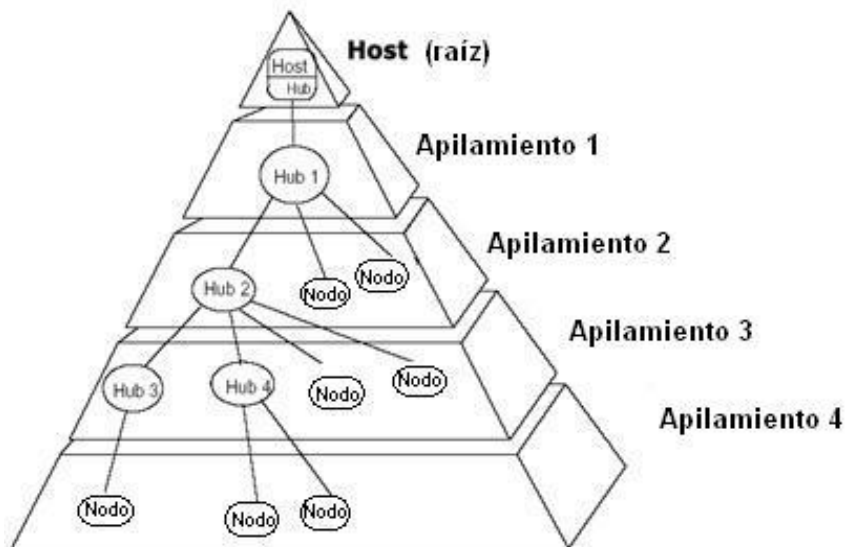 Host (raíz)
Host
Hub
Apilamiento 1
Hub 1
Apilamiento 2
Hub 2
Nodo
Nodo
Apilamiento 3
Hub 3
Hub 4
Nodo
Nodo
Apilamiento 4
Nodo
Nodo
Nodo